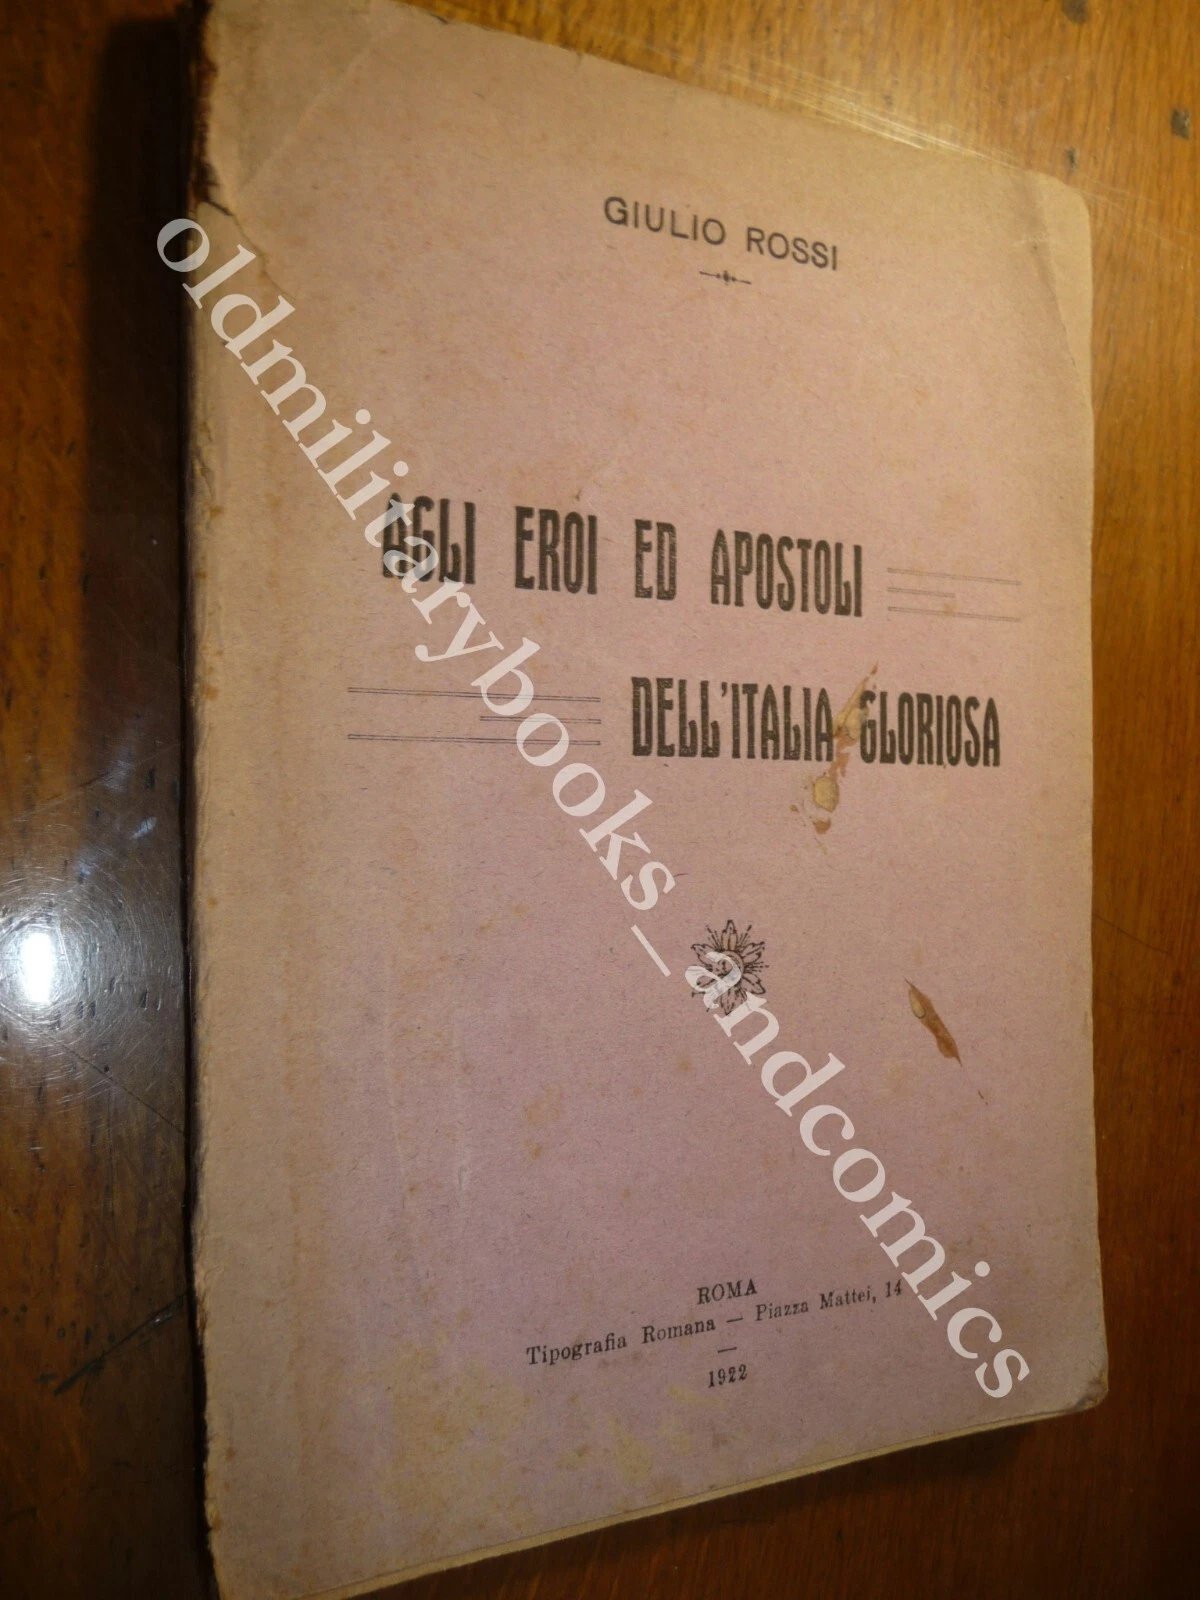 GIULIO ROSSI
AGLI EROI ED APOSTOLI
DELL'ITALIA GLORIOSA
ROMA
Tipografia Romana — Piazza Mattei, 14
1922
oldmilitarybooks_andcomics